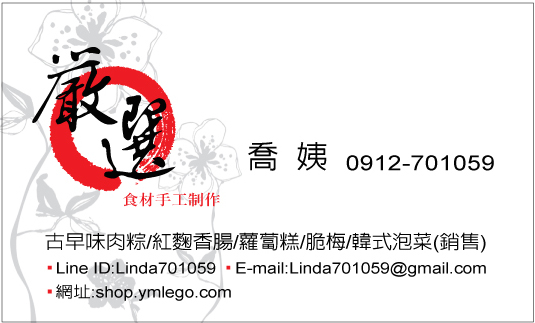 嚴選
食材手工制作
喬 姨 0912-701059
古早味肉粽/紅麴香腸/蘿蔔糕/脆梅/韓式泡菜(銷售)
▪Line ID:Linda701059 ▪E-mail:Linda701059@gmail.com
▪網址:shop.ymlego.com